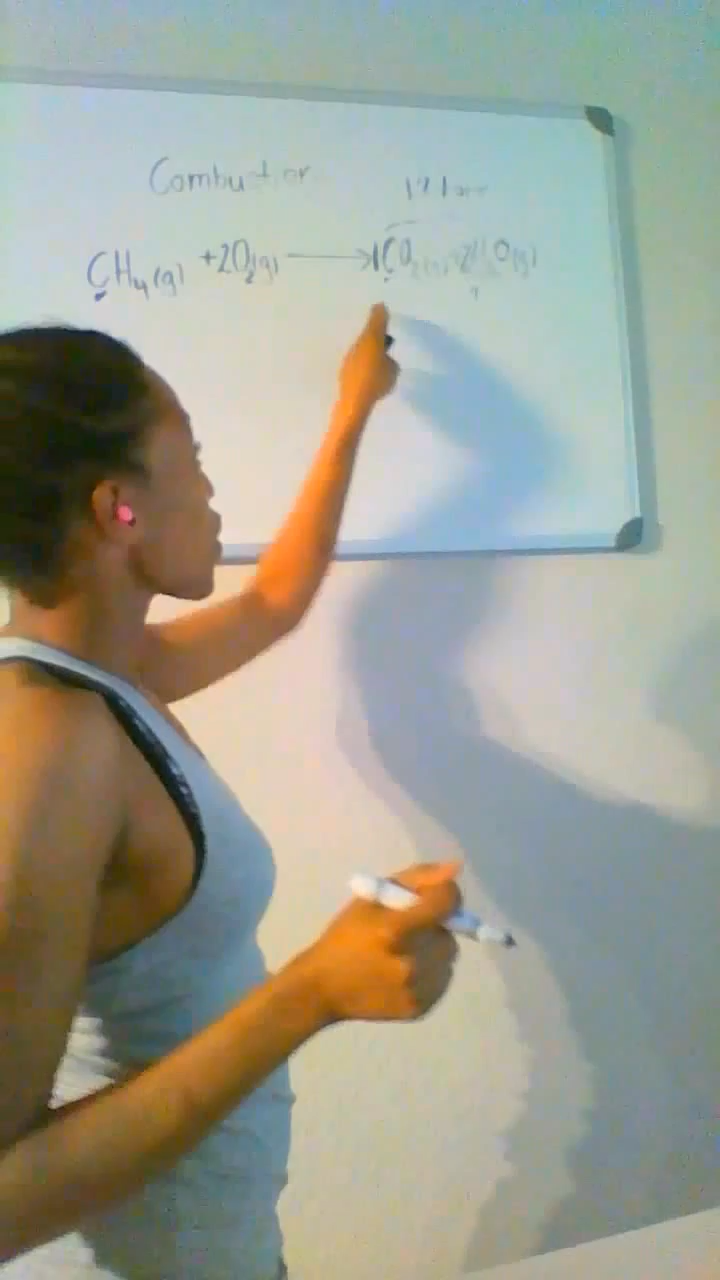 Combustion
CH₄(g) +2O₂(g) → 1CO₂(g) +2H₂O(g)